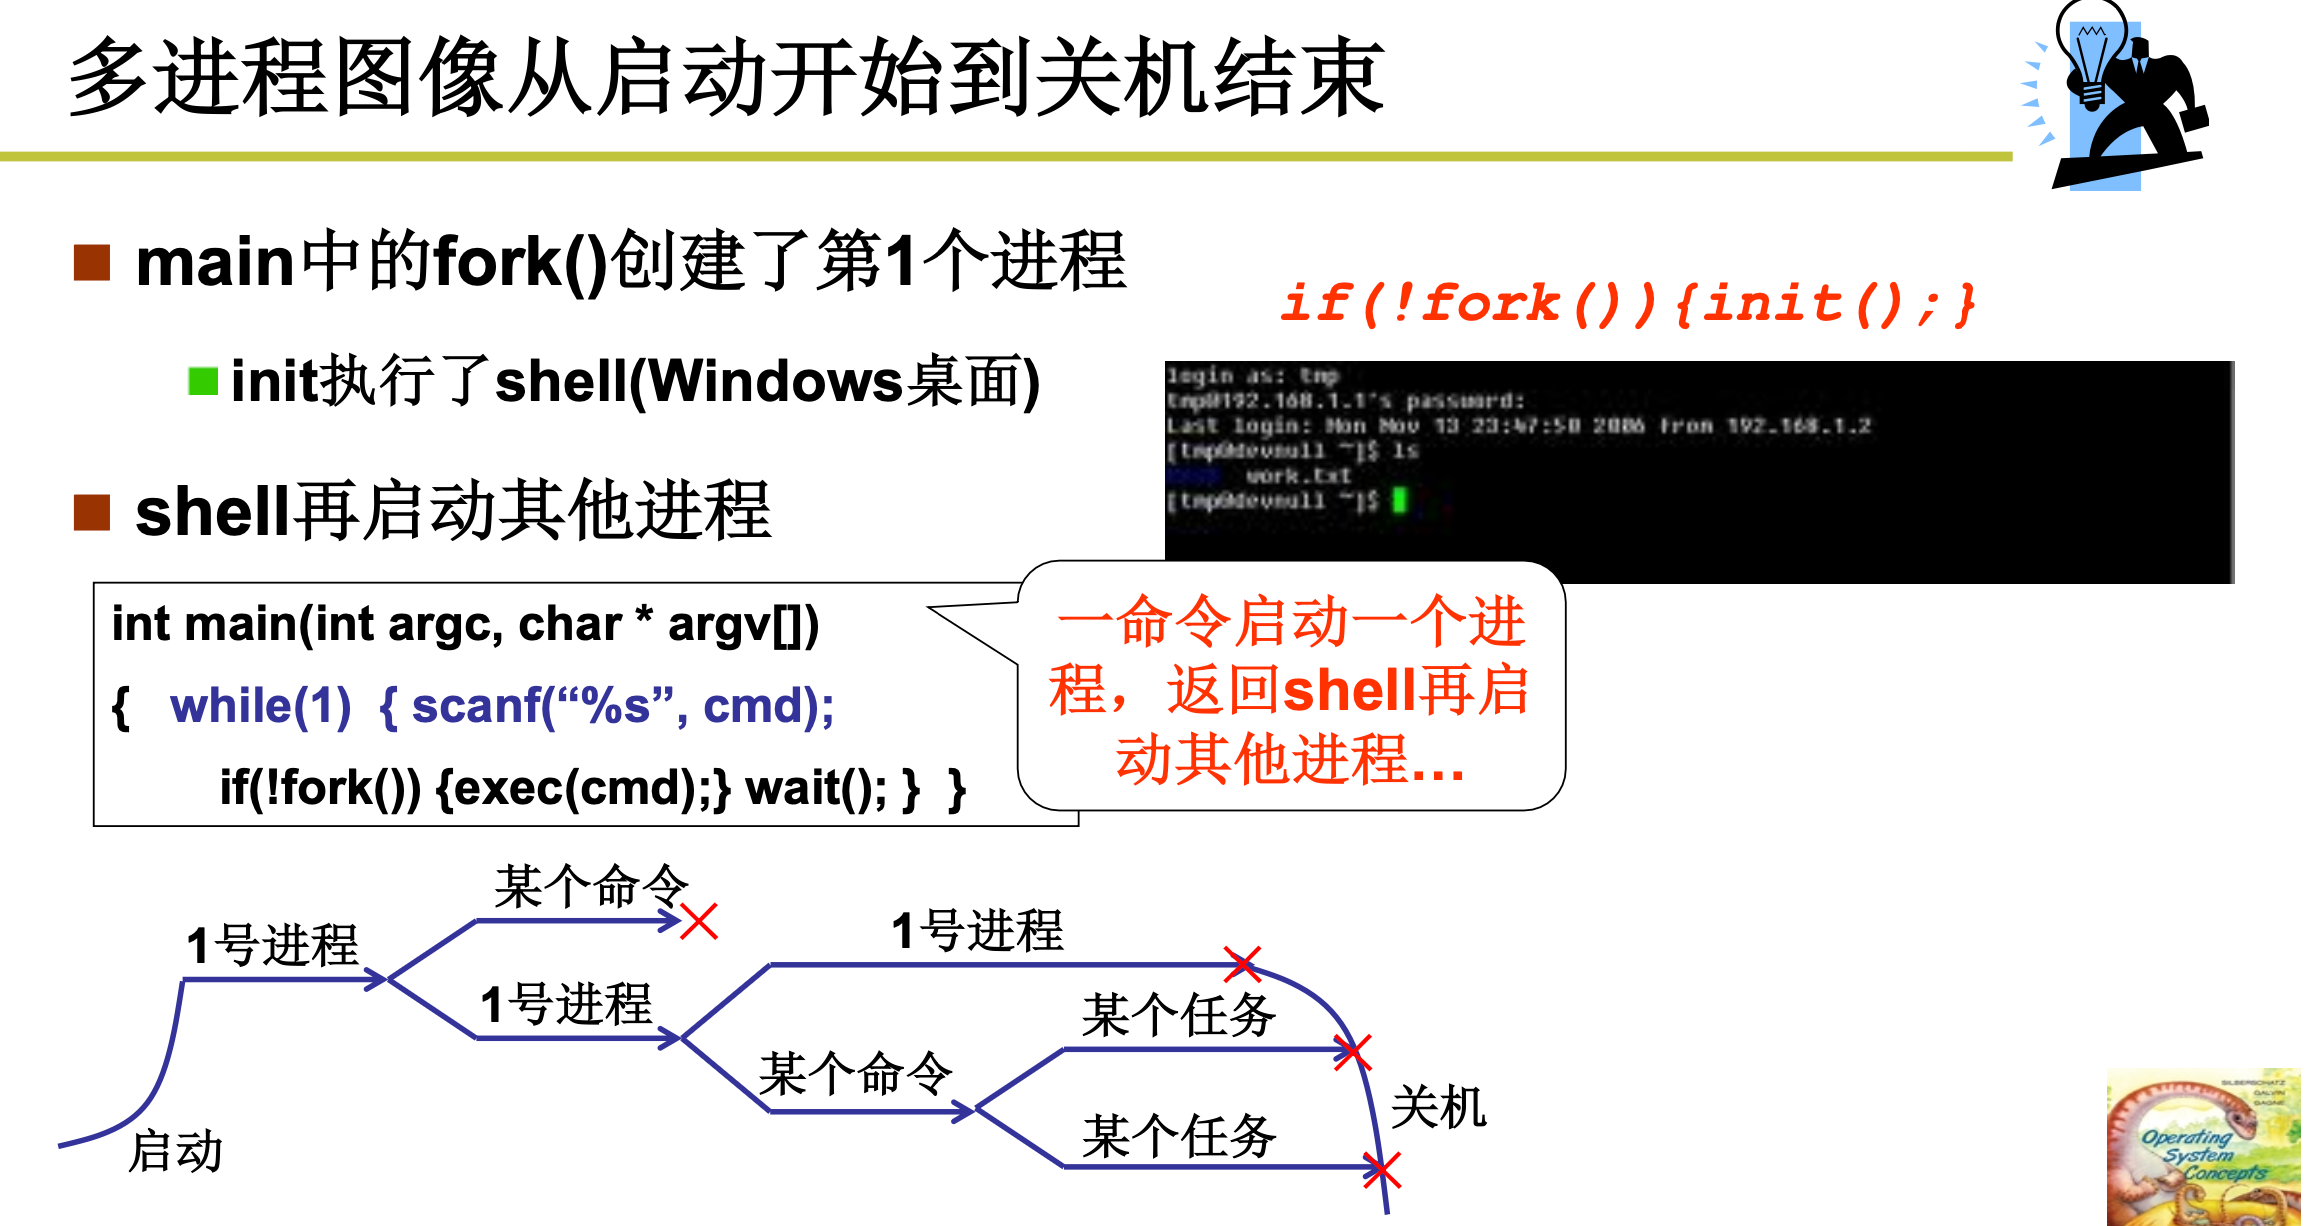 多进程图像从启动开始到关机结束
main中的fork()创建了第1个进程
if(!fork()){init();}
init执行了shell(Windows桌面)
login as: tmp
tmp@192.168.1.1's password:
Last login: Mon Nov 13 23:47:50 2006 from 192.168.1.2
[tmp@devnull ~]$ ls
work.txt
[tmp@devnull ~]$
shell再启动其他进程
int main(int argc, char * argv[])
{ while(1) { scanf(“%s”, cmd);
if(!fork()) {exec(cmd);} wait(); } }
一命令启动一个进
程，返回shell再启
动其他进程…
某个命令
1号进程
1号进程
1号进程
某个任务
某个命令
某个任务
关机
启动
SILBERSCHATZ
GALVIN
GAGNE
Operating
System
Concepts